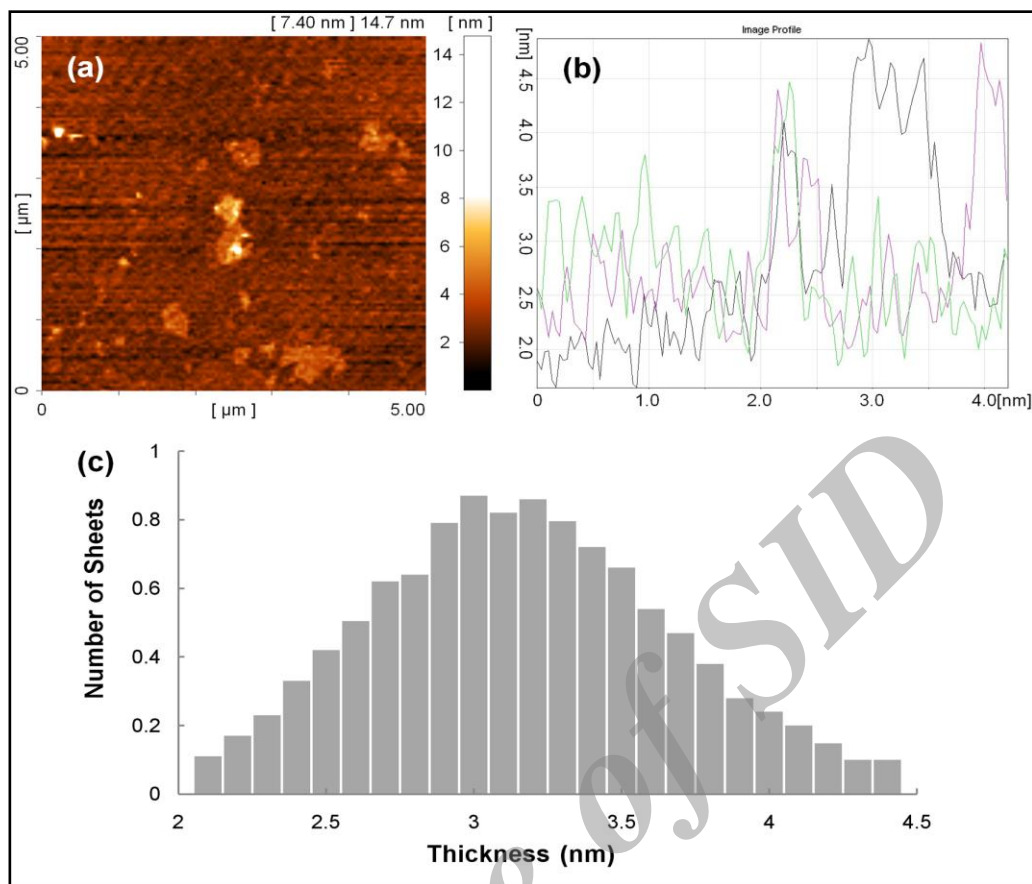 [ 7.40 nm ] 14.7 nm
[ nm ]
(a)
5.00
[ µm ]
0
0
[ µm ]
5.00
14
12
10
8
6
4
2
Image Profile
[nm]
(b)
4.5
4.0
3.5
3.0
2.5
2.0
0
1.0
2.0
3.0
4.0[nm]
(c)
Number of Sheets
1
0.8
0.6
0.4
0.2
0
2
2.5
3
3.5
4
4.5
Thickness (nm)
of SID